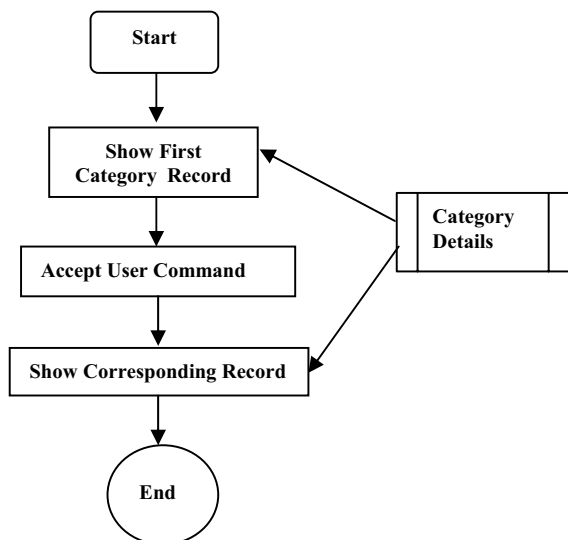 Start
Show First
Category Record
Category
Details
Accept User Command
Show Corresponding Record
End